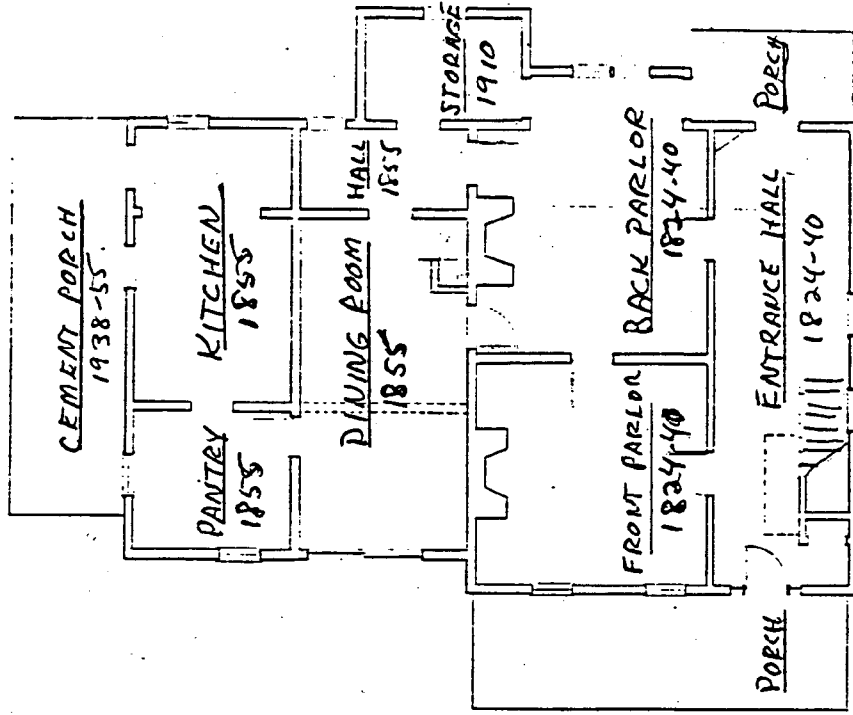 CEMENT PORCH
1938-55
KITCHEN
1855
PANTRY
1855
STORAGE
1910
HALL
1855
DINING ROOM
1855
BACK PARLOR
1824-40
FRONT PARLOR
1824-40
PORCH
ENTRANCE HALL
1824-40
PORCH